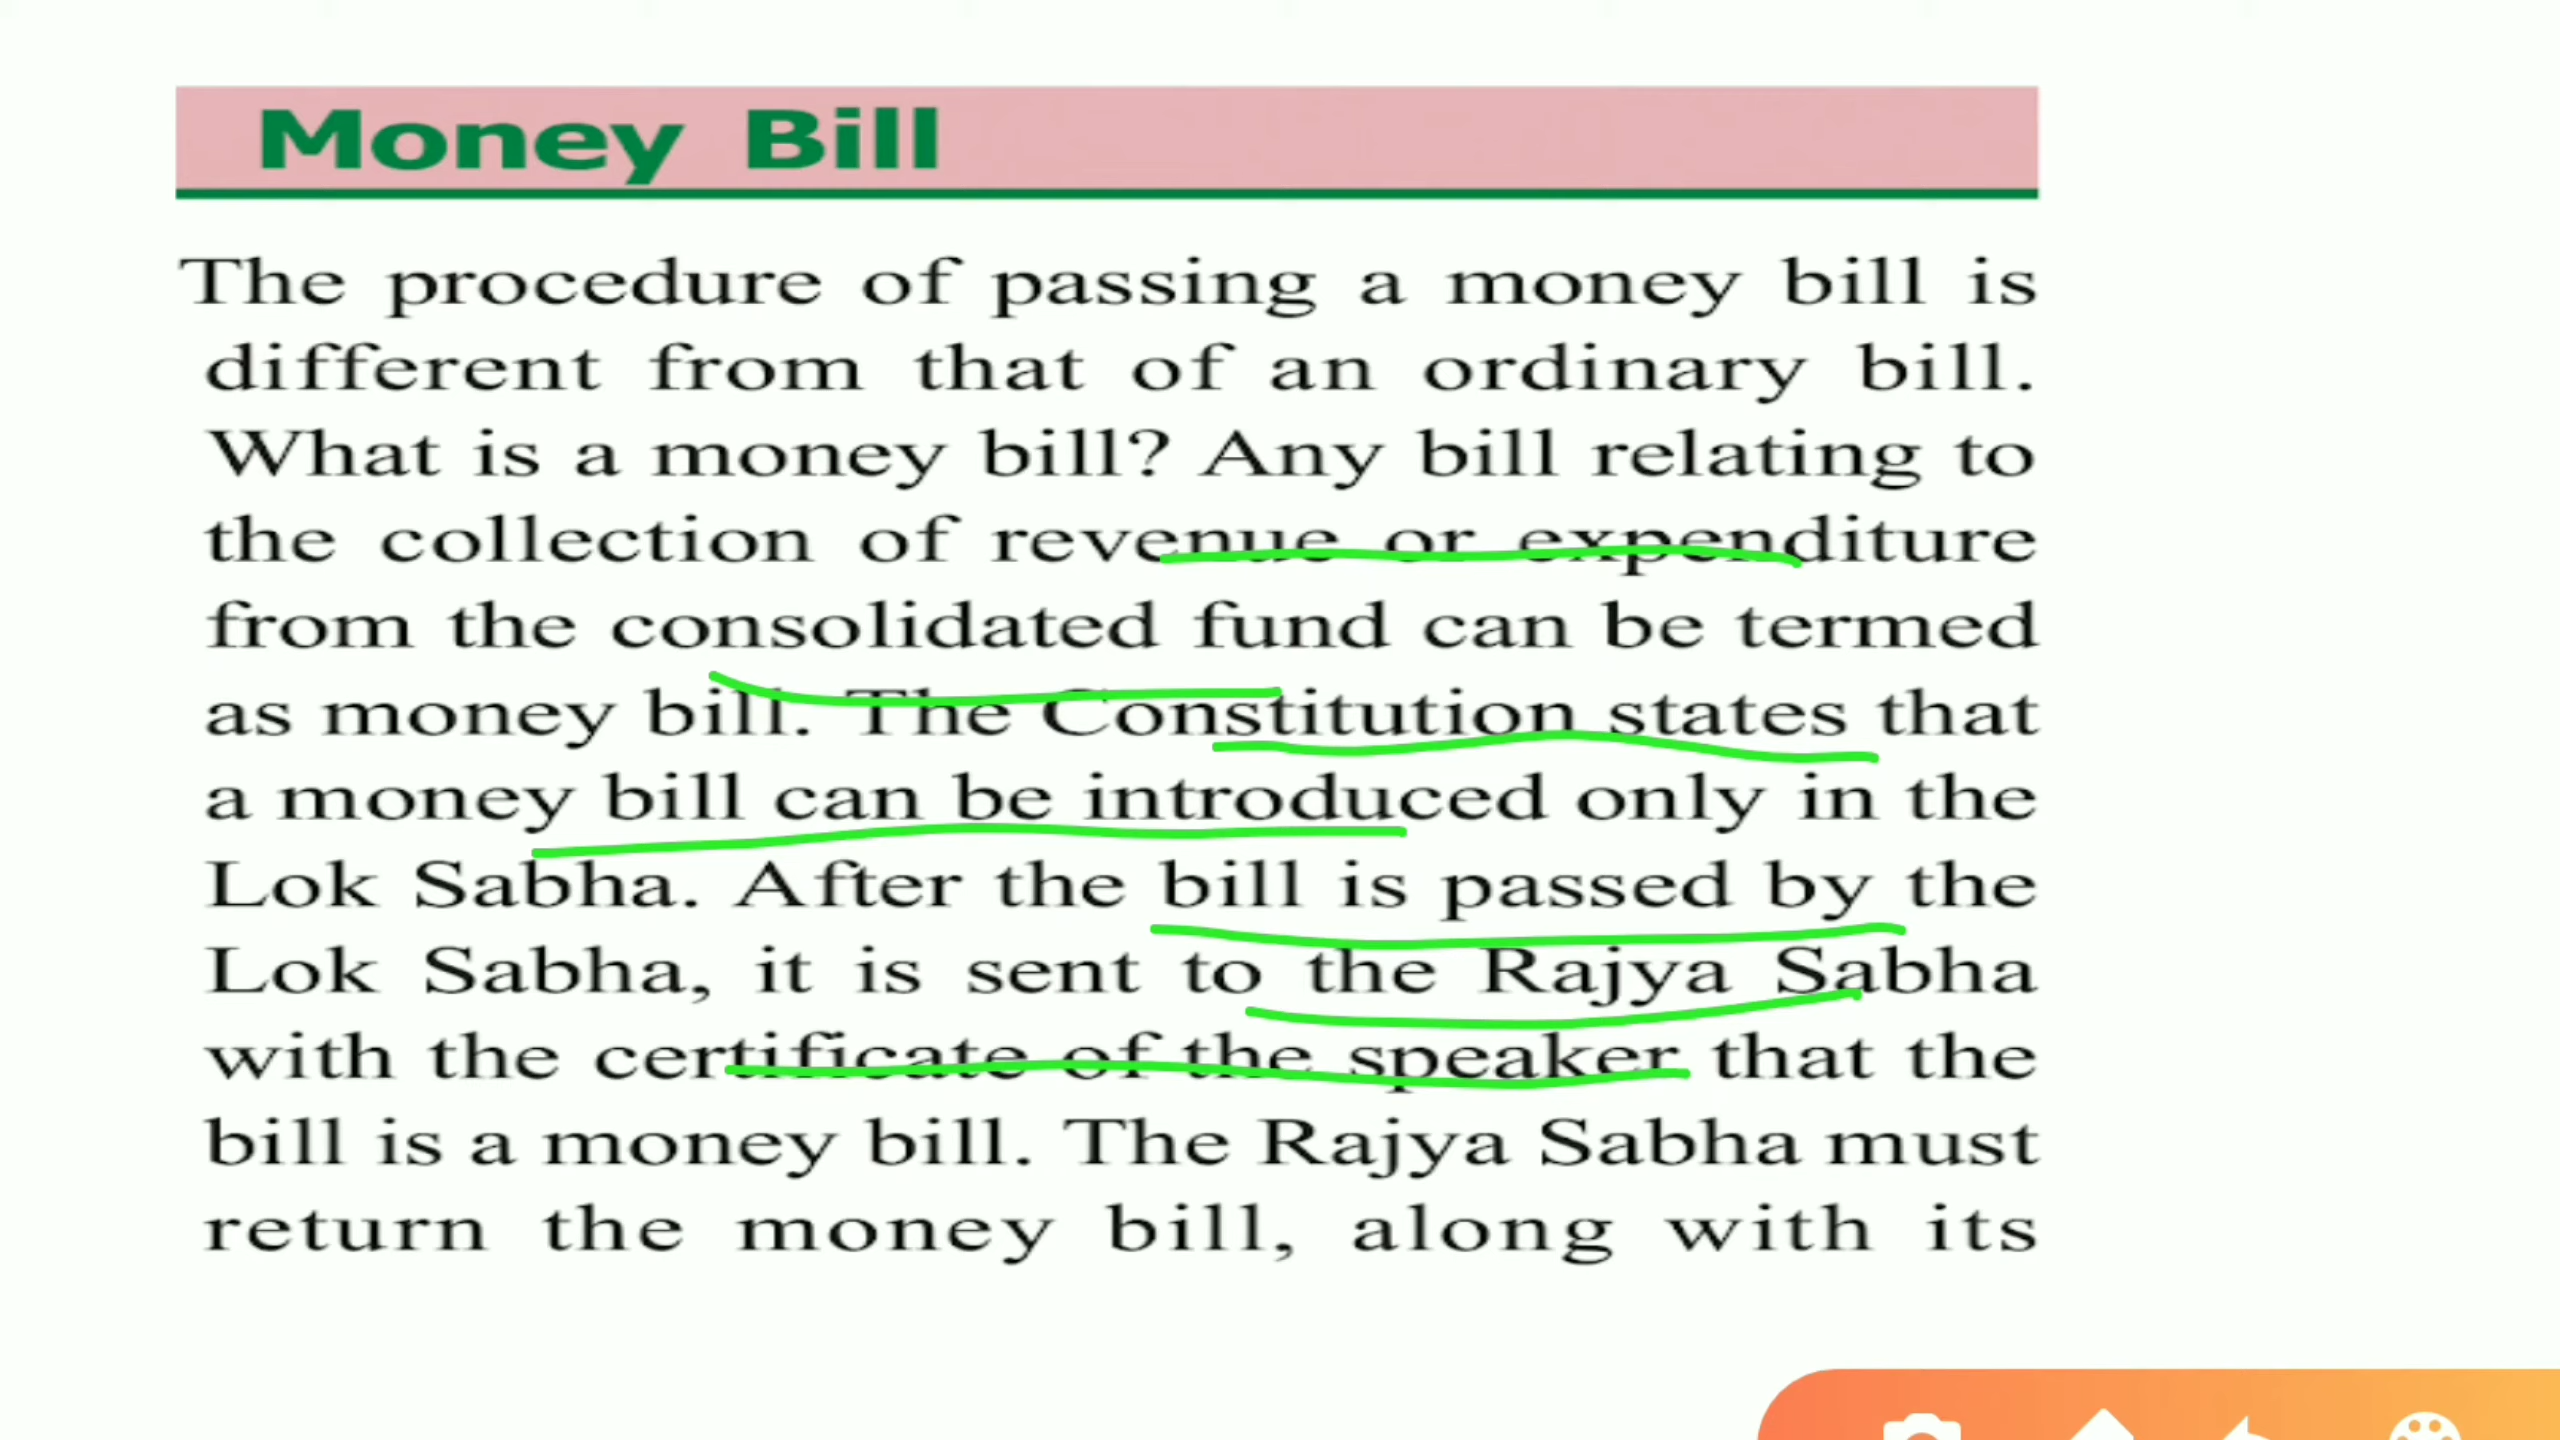 Money Bill
The procedure of passing a money bill is
different from that of an ordinary bill.
What is a money bill? Any bill relating to
the collection of revenue or expenditure
from the consolidated fund can be termed
as money bill. The Constitution states that
a money bill can be introduced only in the
Lok Sabha. After the bill is passed by the
Lok Sabha, it is sent to the Rajya Sabha
with the certificate of the speaker that the
bill is a money bill. The Rajya Sabha must
return the money bill, along with its